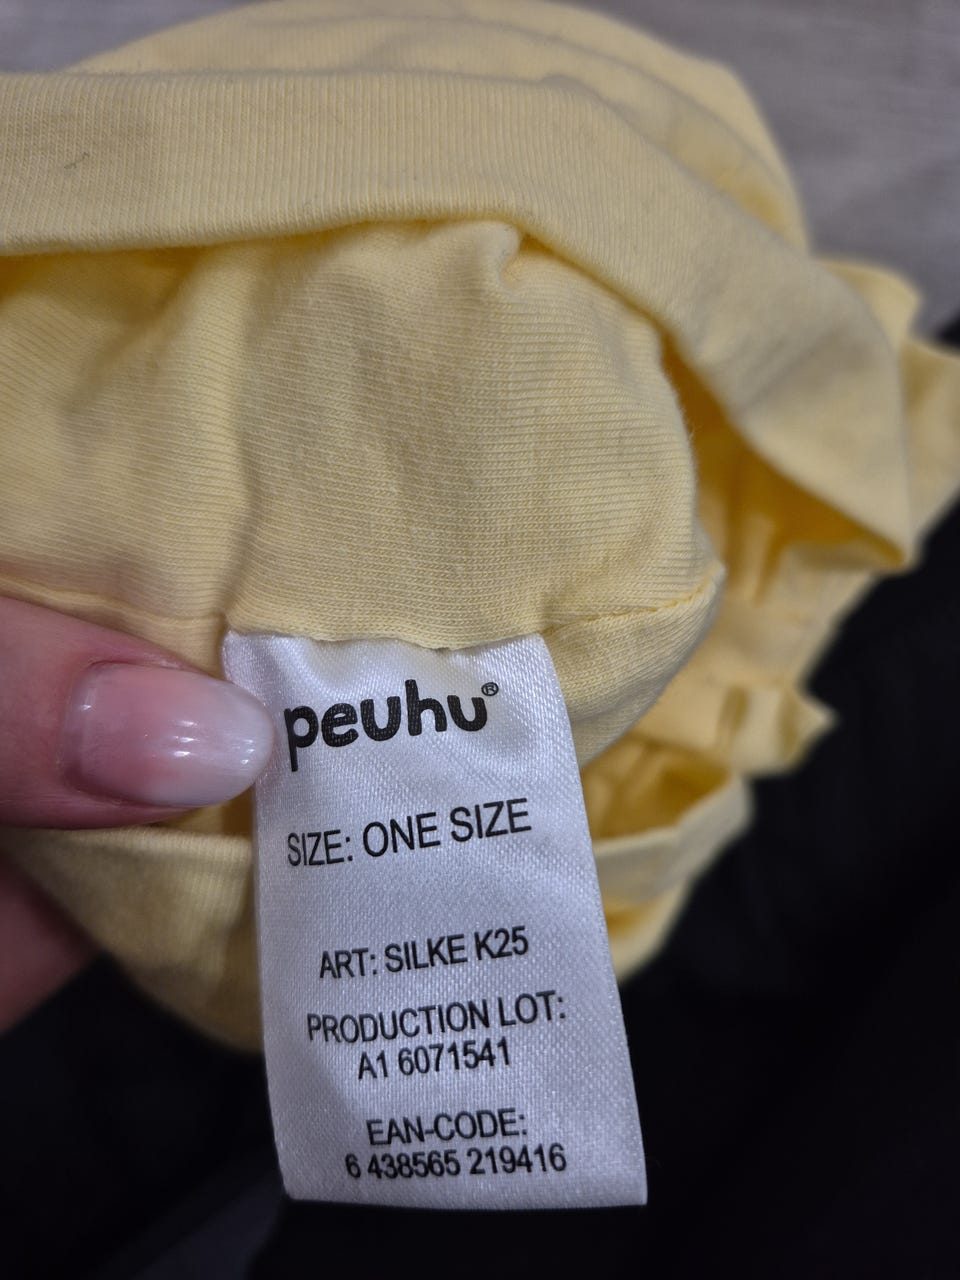 peuhu®
SIZE: ONE SIZE
ART: SILKE K25
PRODUCTION LOT:
A1 6071541
EAN-CODE:
6 438565 219416